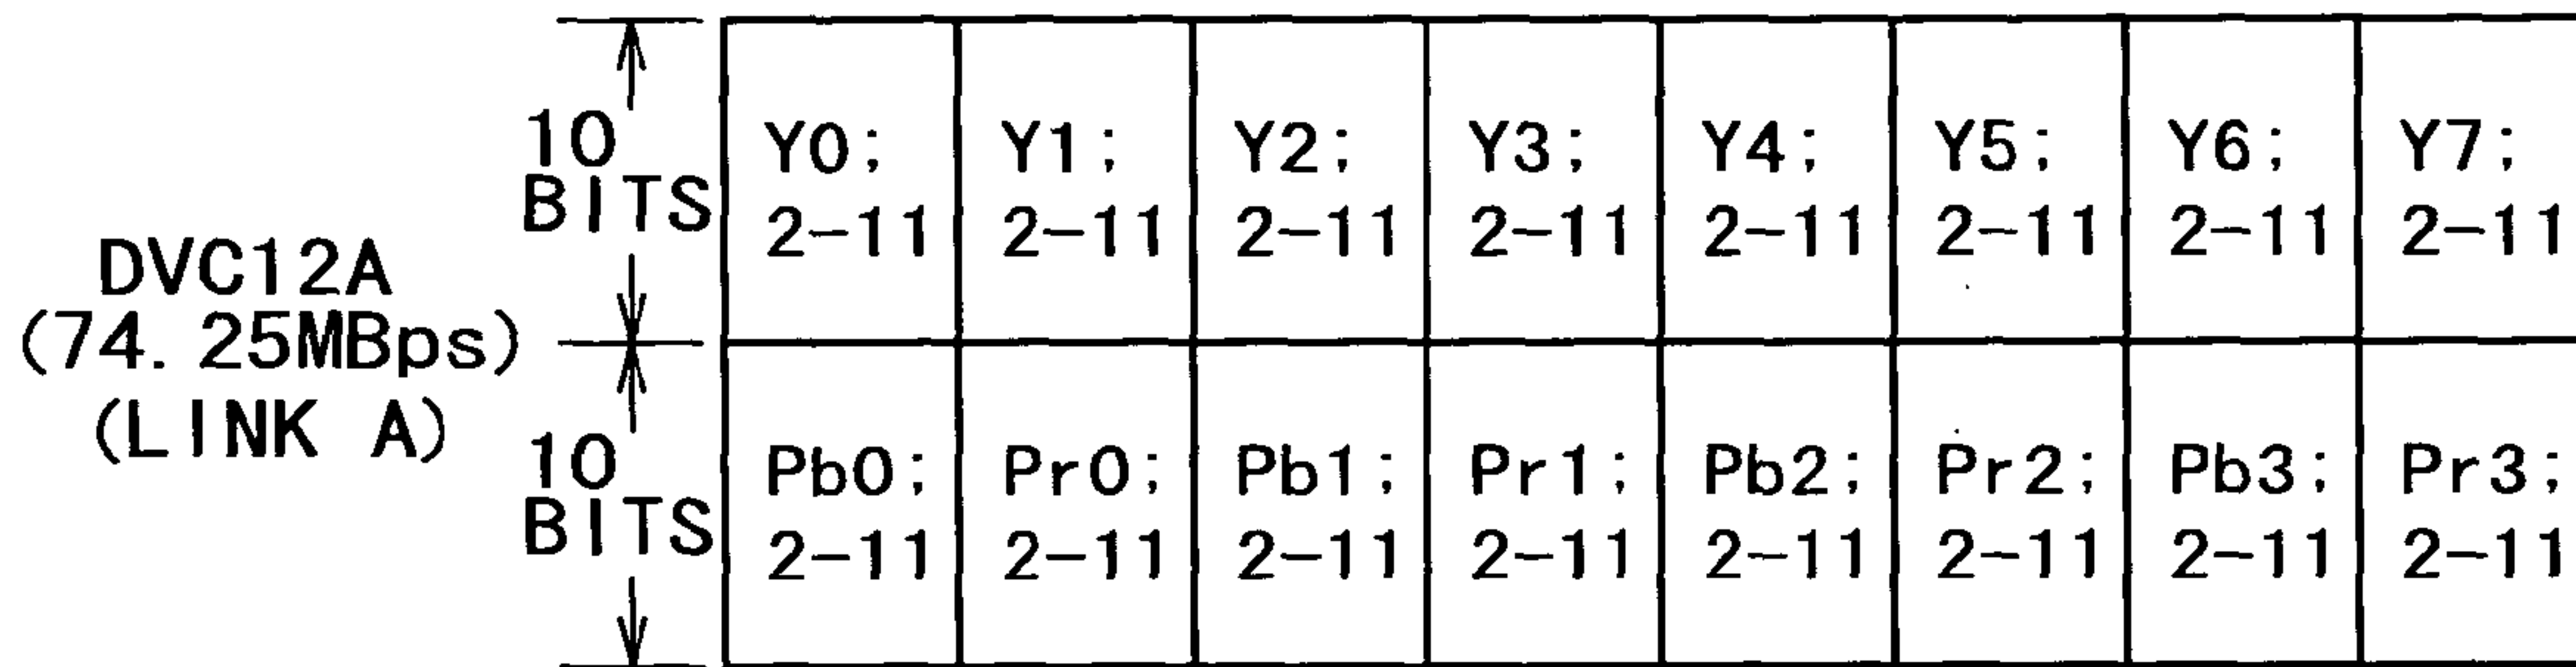 10 BITS
Y0; Y1; Y2; Y3; Y4; Y5; Y6; Y7;
2-11 2-11 2-11 2-11 2-11 2-11 2-11 2-11
DVC12A
(74.25MBps)
(LINK A)
10 BITS
Pb0; Pr0; Pb1; Pr1; Pb2; Pr2; Pb3; Pr3;
2-11 2-11 2-11 2-11 2-11 2-11 2-11 2-11